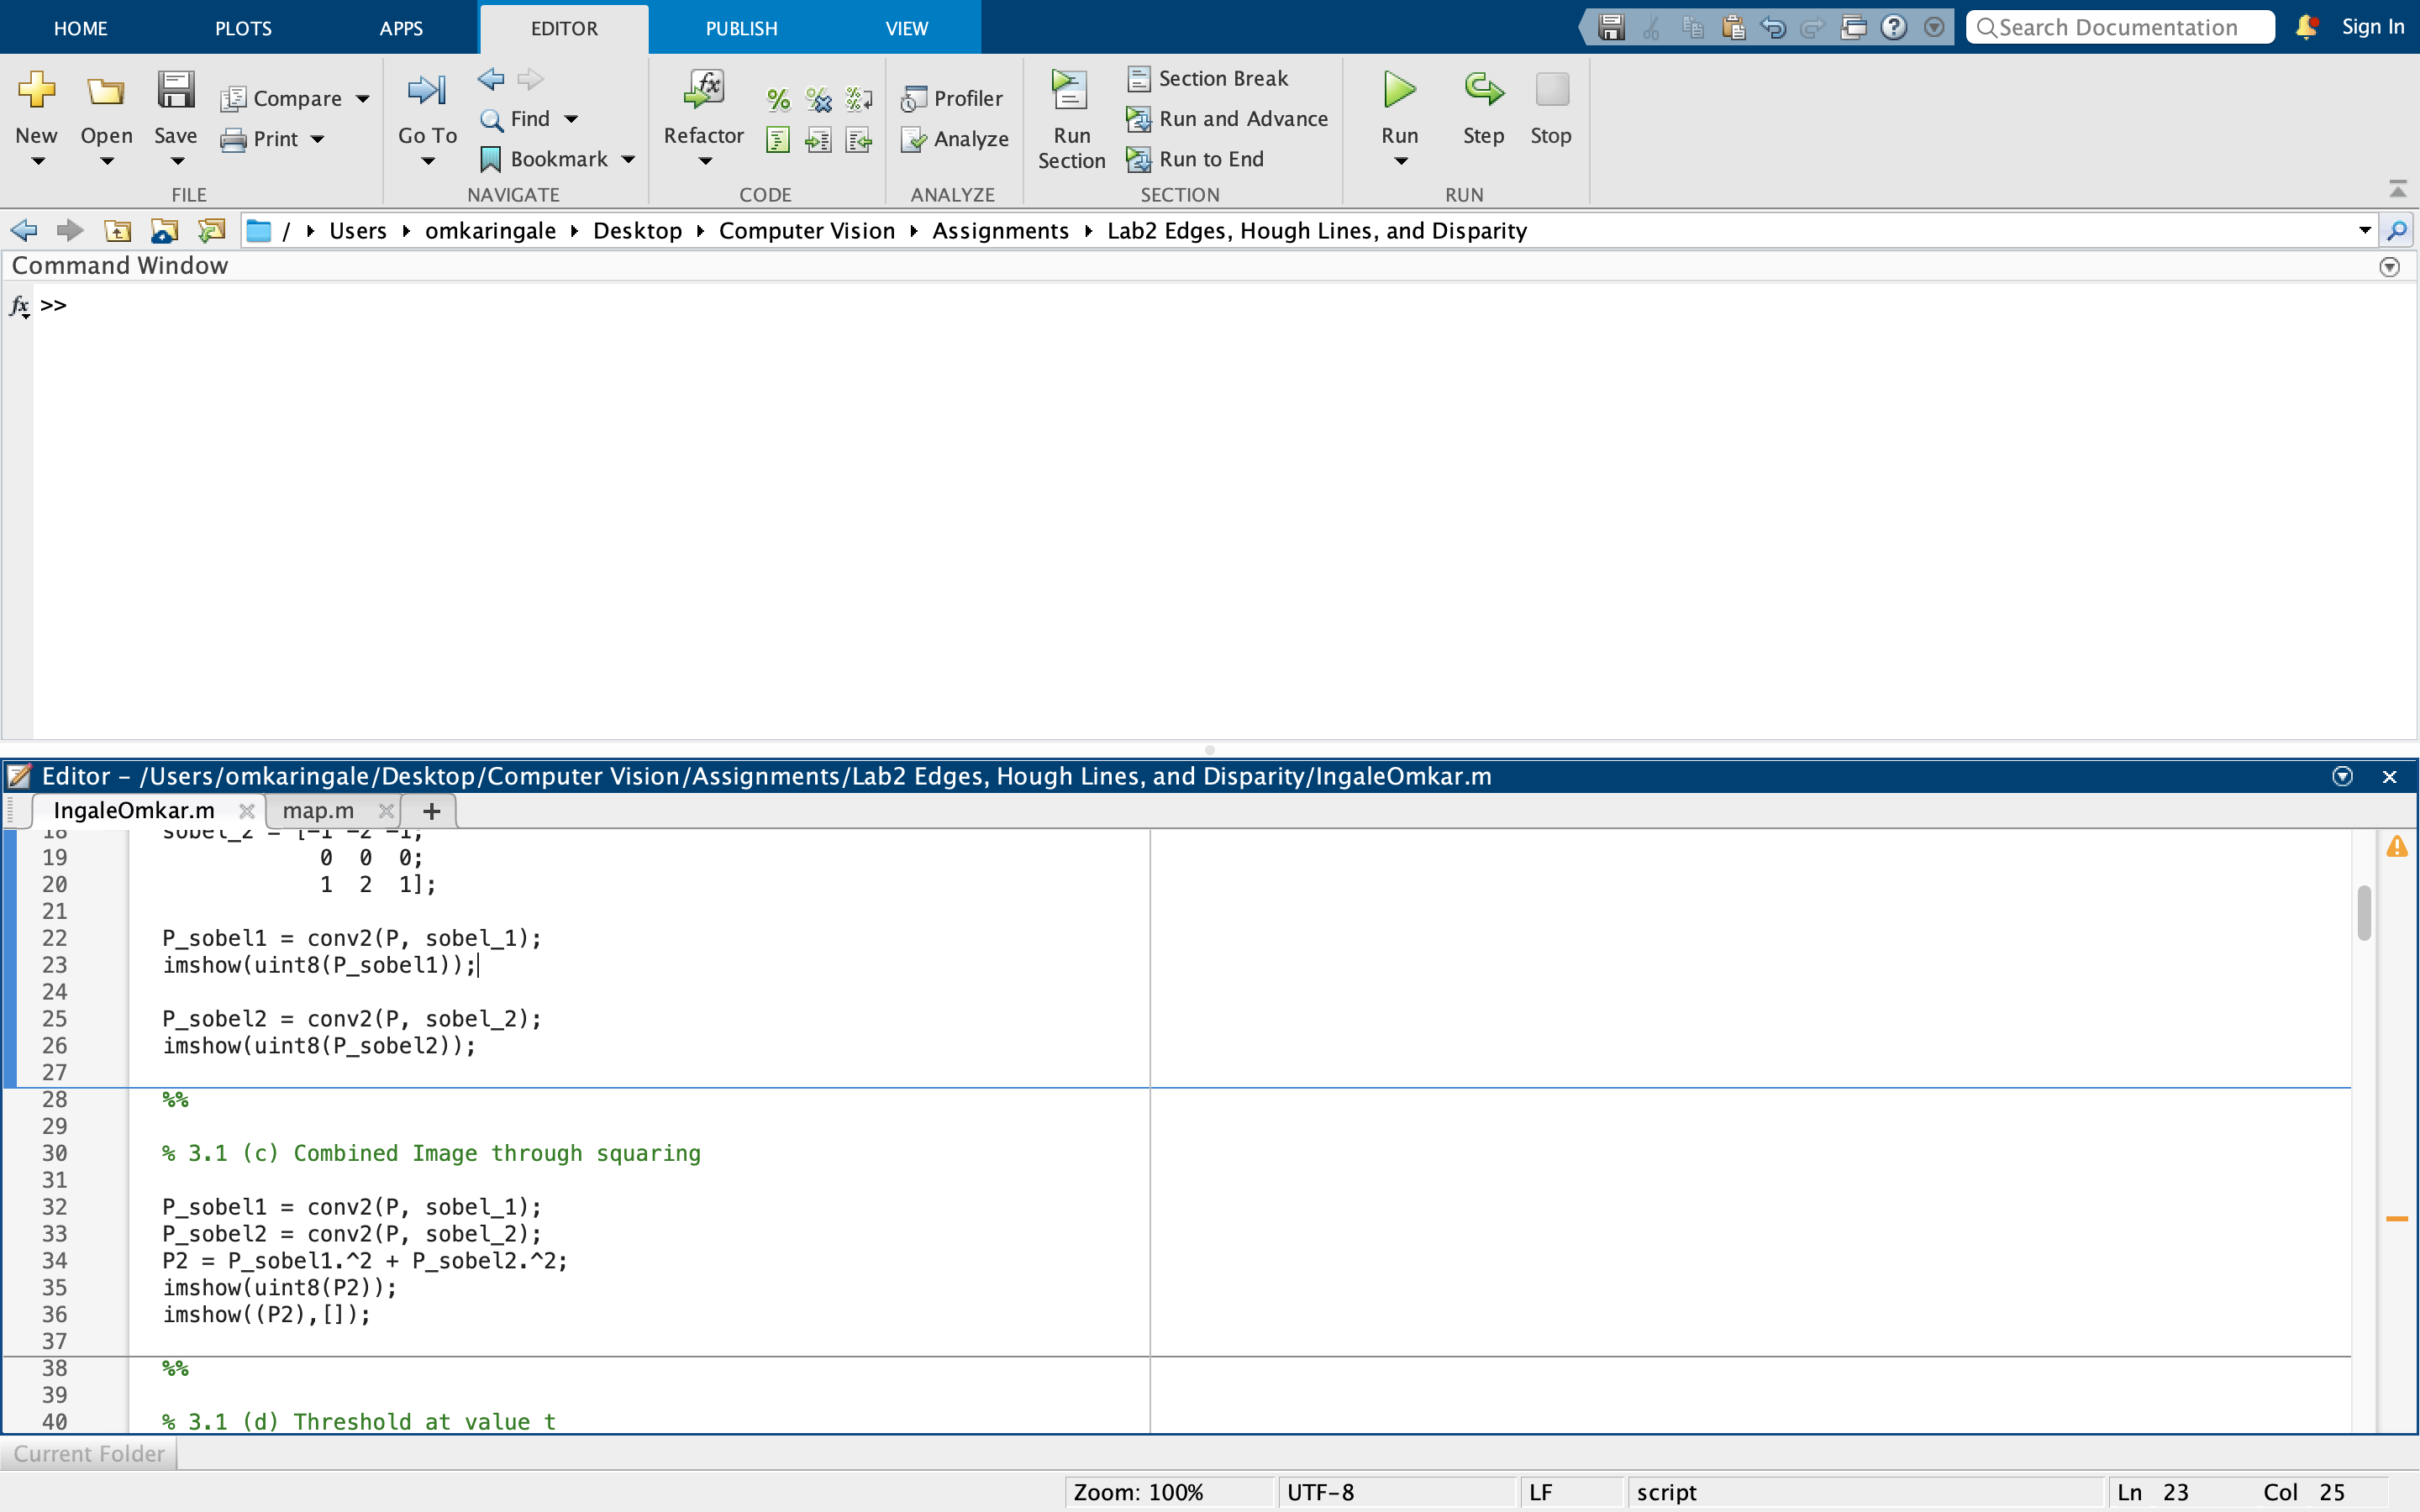 HOME PLOTS APPS EDITOR PUBLISH VIEW Search Documentation Sign In
New Open Save Compare Print
FILE
Go To Find Bookmark
NAVIGATE
Refactor
CODE
Profiler Analyze
ANALYZE
Run Section Section Break Run and Advance Run to End
SECTION
Run Step Stop
RUN
/ Users omkaringale Desktop Computer Vision Assignments Lab2 Edges, Hough Lines, and Disparity
Command Window
fx >>
Editor - /Users/omkaringale/Desktop/Computer Vision/Assignments/Lab2 Edges, Hough Lines, and Disparity/IngaleOmkar.m
IngaleOmkar.m map.m +
18 sobel_2 = [-1 -2 -1;
19 0 0 0;
20 1 2 1];
21
22 P_sobel1 = conv2(P, sobel_1);
23 imshow(uint8(P_sobel1));
24
25 P_sobel2 = conv2(P, sobel_2);
26 imshow(uint8(P_sobel2));
27
28 %%
29
30 % 3.1 (c) Combined Image through squaring
31
32 P_sobel1 = conv2(P, sobel_1);
33 P_sobel2 = conv2(P, sobel_2);
34 P2 = P_sobel1.^2 + P_sobel2.^2;
35 imshow(uint8(P2));
36 imshow((P2),[]);
37
38 %%
39
40 % 3.1 (d) Threshold at value t
Current Folder
Zoom: 100% UTF-8 LF script Ln 23 Col 25